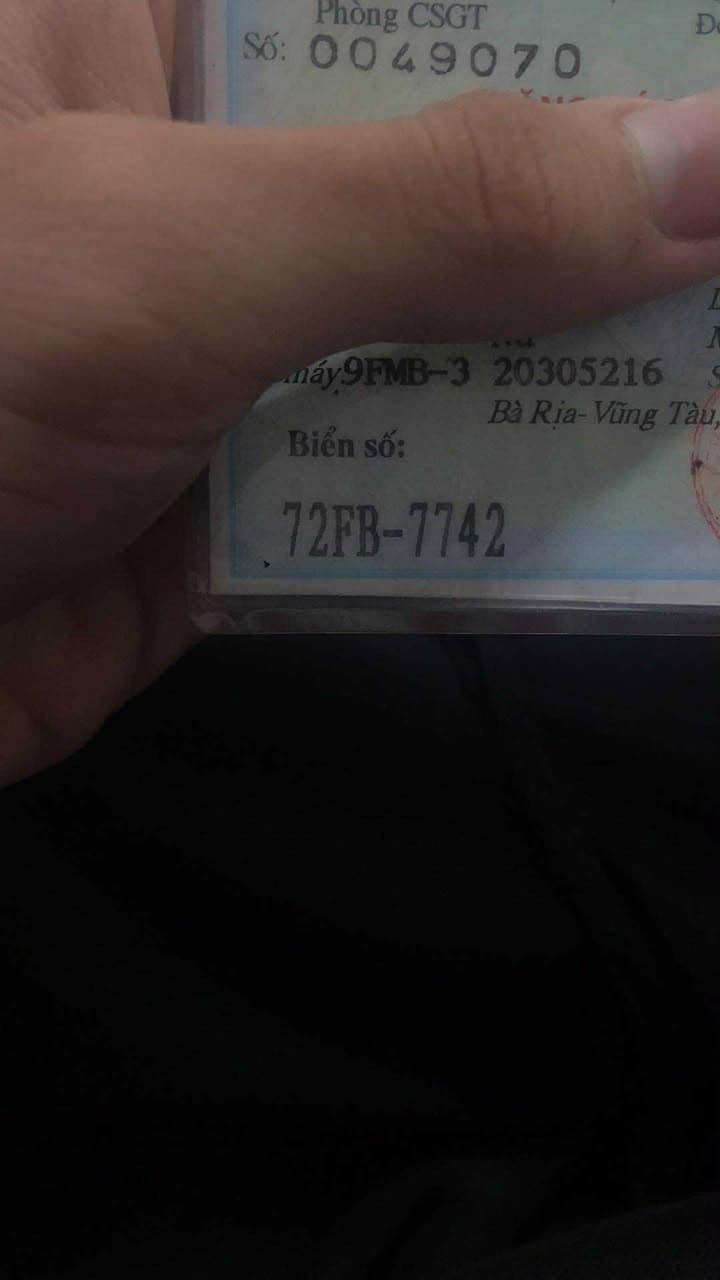 Phòng CSGT
Số: 0049070
máy 9FMB-3 20305216
Bà Rịa-Vũng Tàu,
Biển số:
72FB-7742